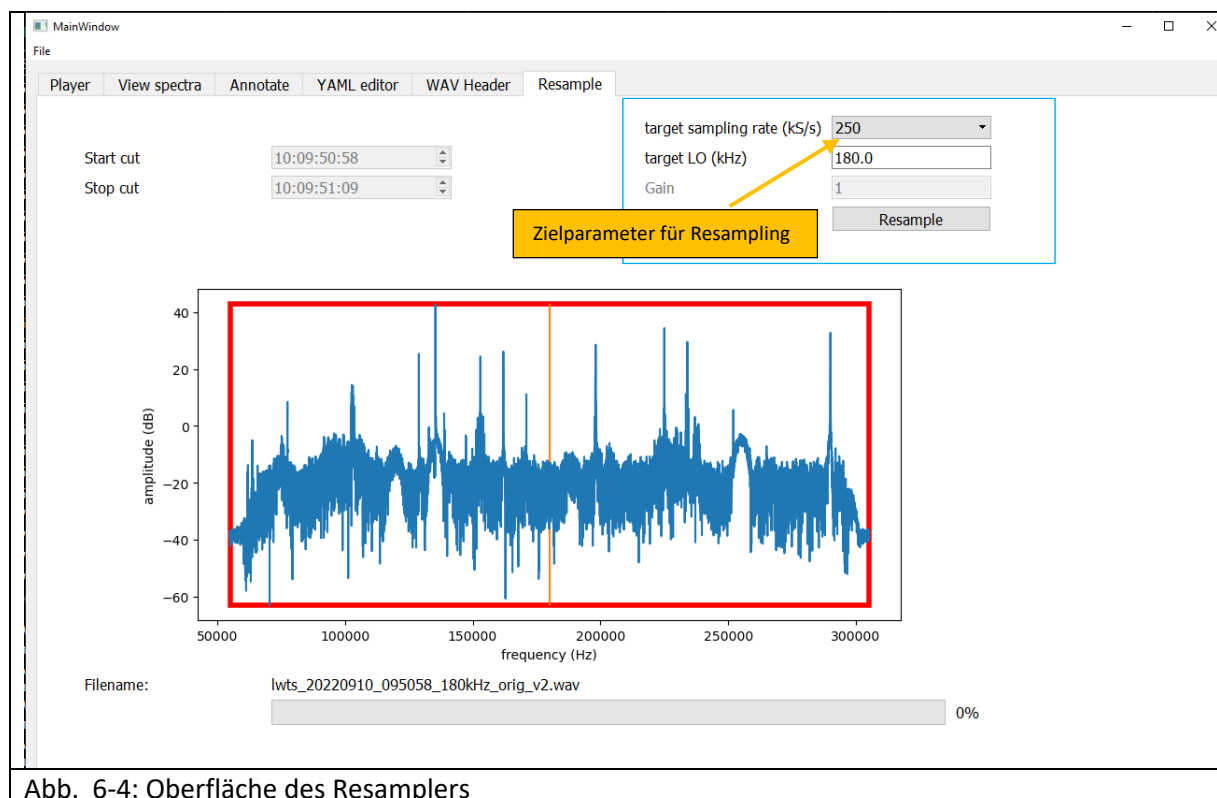 MainWindow
File
Player View spectra Annotate YAML editor WAV Header Resample
target sampling rate (kS/s) 250
Start cut 10:09:50:58 target LO (kHz) 180.0
Stop cut 10:09:51:09 Gain 1
Resample
Zielparameter für Resampling
40
20
0
−20
−40
−60
amplitude (dB)
50000 100000 150000 200000 250000 300000
frequency (Hz)
Filename: lwts_20220910_095058_180kHz_orig_v2.wav
0%
Abb. 6-4: Oberfläche des Resamplers